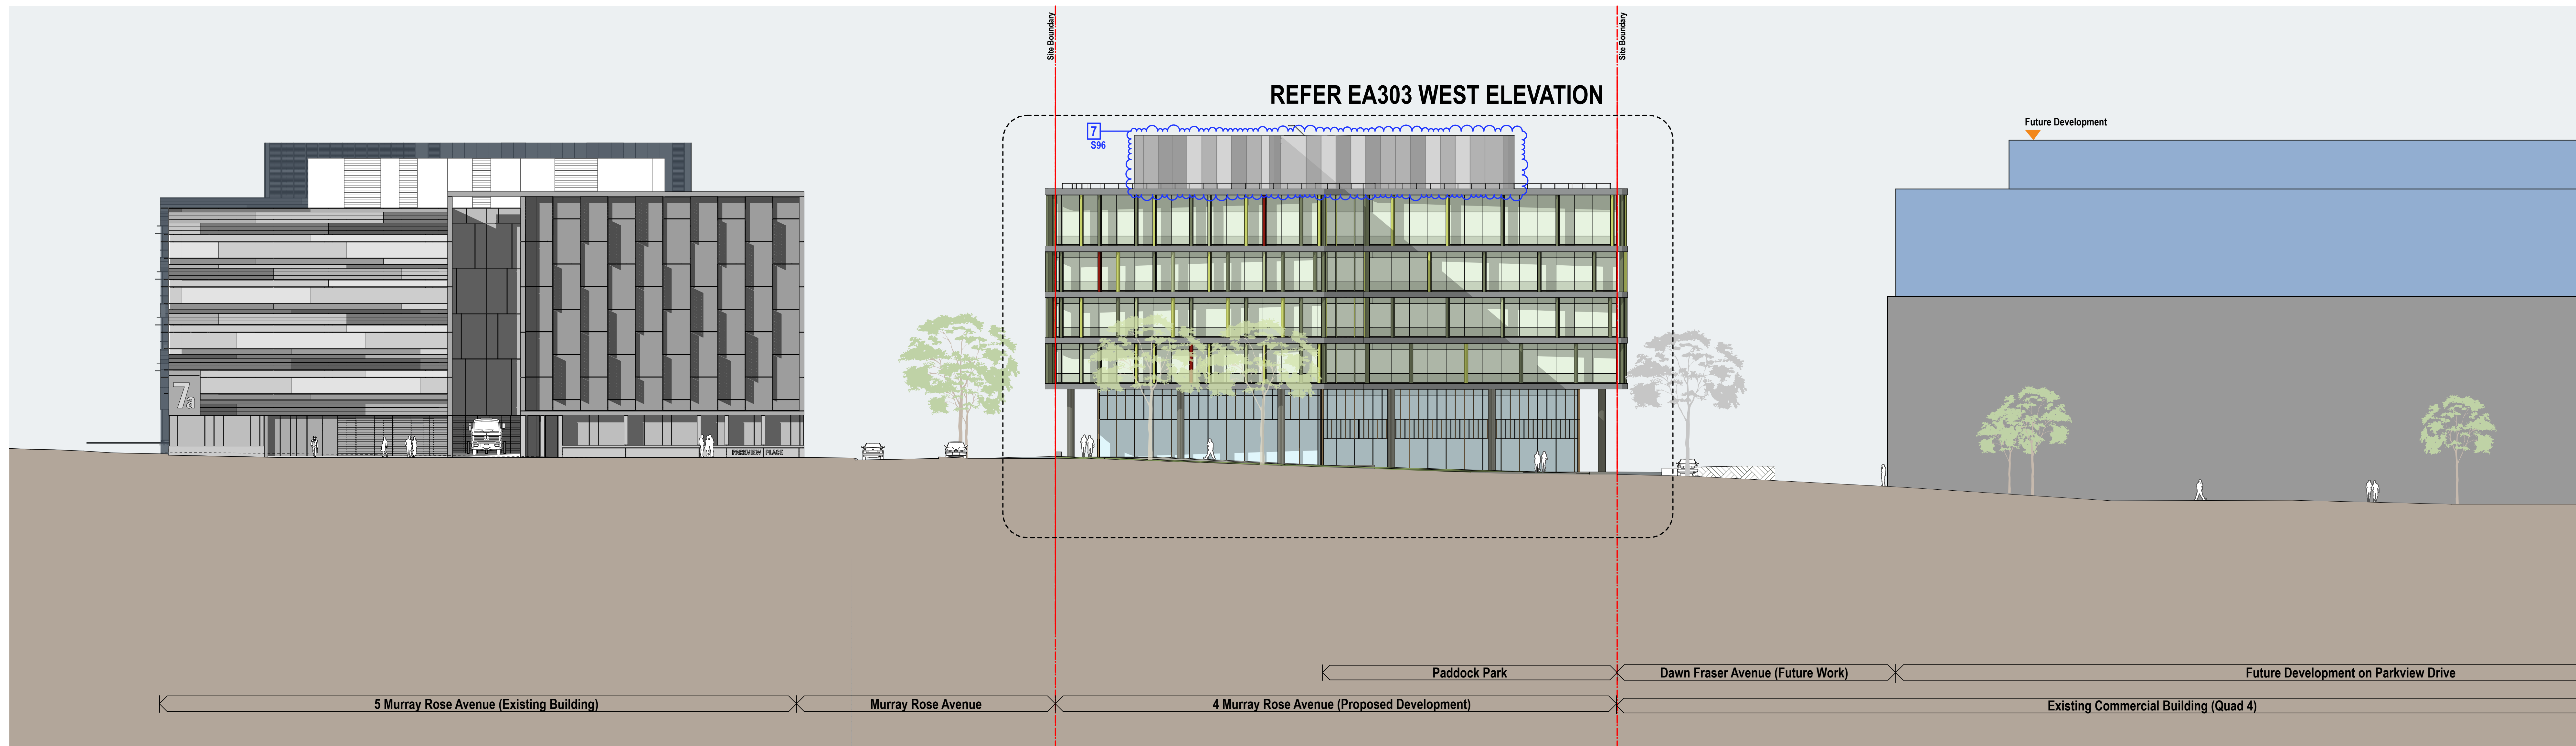 Site Boundary
Site Boundary
REFER EA303 WEST ELEVATION
7
S96
Future Development
7a
PARKVIEW PLACE
Paddock Park
Dawn Fraser Avenue (Future Work)
Future Development on Parkview Drive
5 Murray Rose Avenue (Existing Building)
Murray Rose Avenue
4 Murray Rose Avenue (Proposed Development)
Existing Commercial Building (Quad 4)